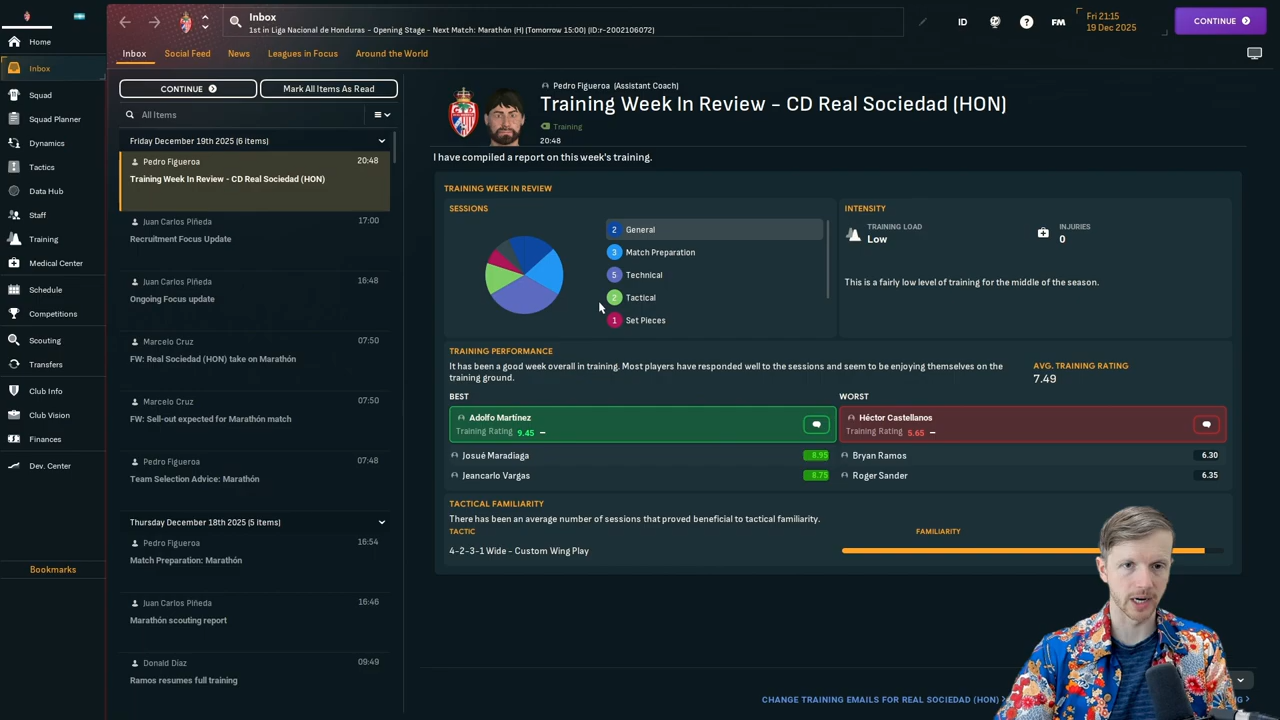 Home
Inbox
Squad
Squad Planner
Dynamics
Tactics
Data Hub
Staff
Training
Medical Center
Schedule
Competitions
Scouting
Transfers
Club Info
Club Vision
Finances
Dev. Center
Bookmarks
Inbox
1st in Liga Nacional de Honduras - Opening Stage - Next Match: Marathón (H) (Tomorrow 15:00) (ID:r-2002106072)
ID
?
FM
Fri 21:15
19 Dec 2025
CONTINUE
Inbox
Social Feed
News
Leagues in Focus
Around the World
CONTINUE
Mark All Items As Read
All Items
Friday December 19th 2025 (6 Items)
Pedro Figueroa 20:48
Training Week In Review - CD Real Sociedad (HON)
Juan Carlos Piñeda 17:00
Recruitment Focus Update
Juan Carlos Piñeda 16:48
Ongoing Focus update
Marcelo Cruz 07:50
FW: Real Sociedad (HON) take on Marathón
Marcelo Cruz 07:50
FW: Sell-out expected for Marathón match
Pedro Figueroa 07:48
Team Selection Advice: Marathón
Thursday December 18th 2025 (5 Items)
Pedro Figueroa 16:54
Match Preparation: Marathón
Juan Carlos Piñeda 16:46
Marathón scouting report
Donald Díaz 09:49
Ramos resumes full training
Pedro Figueroa (Assistant Coach)
Training Week In Review - CD Real Sociedad (HON)
Training
20:48
I have compiled a report on this week's training.
TRAINING WEEK IN REVIEW
SESSIONS
2 General
3 Match Preparation
5 Technical
2 Tactical
1 Set Pieces
INTENSITY
TRAINING LOAD
Low
INJURIES
0
This is a fairly low level of training for the middle of the season.
TRAINING PERFORMANCE
It has been a good week overall in training. Most players have responded well to the sessions and seem to be enjoying themselves on the
training ground.
AVG. TRAINING RATING
7.49
BEST
Adolfo Martínez
Training Rating 9.45 –
Josué Maradiaga 8.95
Jeancarlo Vargas 8.75
WORST
Héctor Castellanos
Training Rating 5.65 –
Bryan Ramos 6.30
Roger Sander 6.35
TACTICAL FAMILIARITY
There has been an average number of sessions that proved beneficial to tactical familiarity.
TACTIC FAMILIARITY
4-2-3-1 Wide - Custom Wing Play
CHANGE TRAINING EMAILS FOR REAL SOCIEDAD (HON)